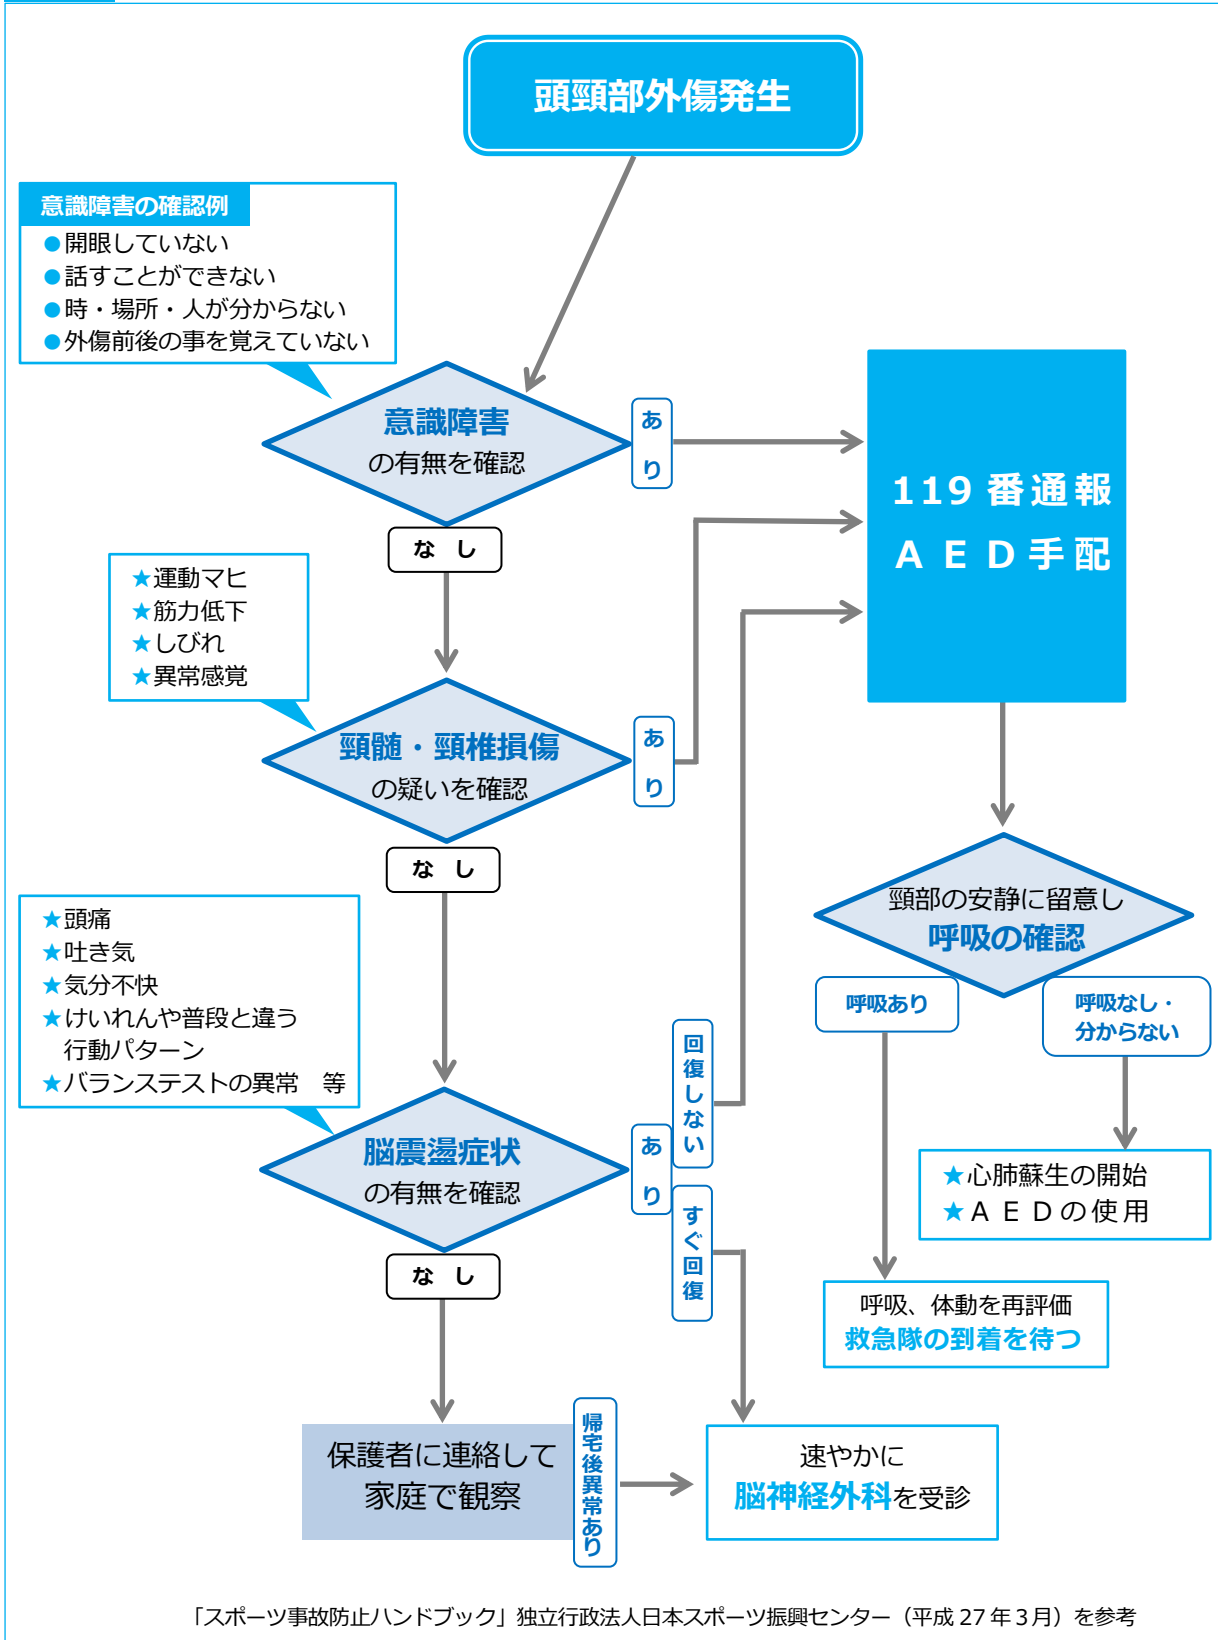 頭頸部外傷発生
意識障害の確認例
●開眼していない
●話すことができない
●時・場所・人が分からない
●外傷前後の事を覚えていない
意識障害
の有無を確認
あり
なし
119番通報
ＡＥＤ手配
★運動マヒ
★筋力低下
★しびれ
★異常感覚
頸髄・頸椎損傷
の疑いを確認
あり
なし
頸部の安静に留意し
呼吸の確認
呼吸あり
呼吸なし・
分からない
★頭痛
★吐き気
★気分不快
★けいれんや普段と違う
行動パターン
★バランステストの異常　等
脳震盪症状
の有無を確認
あり
回復しない
すぐ回復
なし
★心肺蘇生の開始
★ＡＥＤの使用
呼吸、体動を再評価
救急隊の到着を待つ
保護者に連絡して
家庭で観察
帰宅後異常あり
速やかに
脳神経外科を受診
「スポーツ事故防止ハンドブック」独立行政法人日本スポーツ振興センター（平成27年3月）を参考